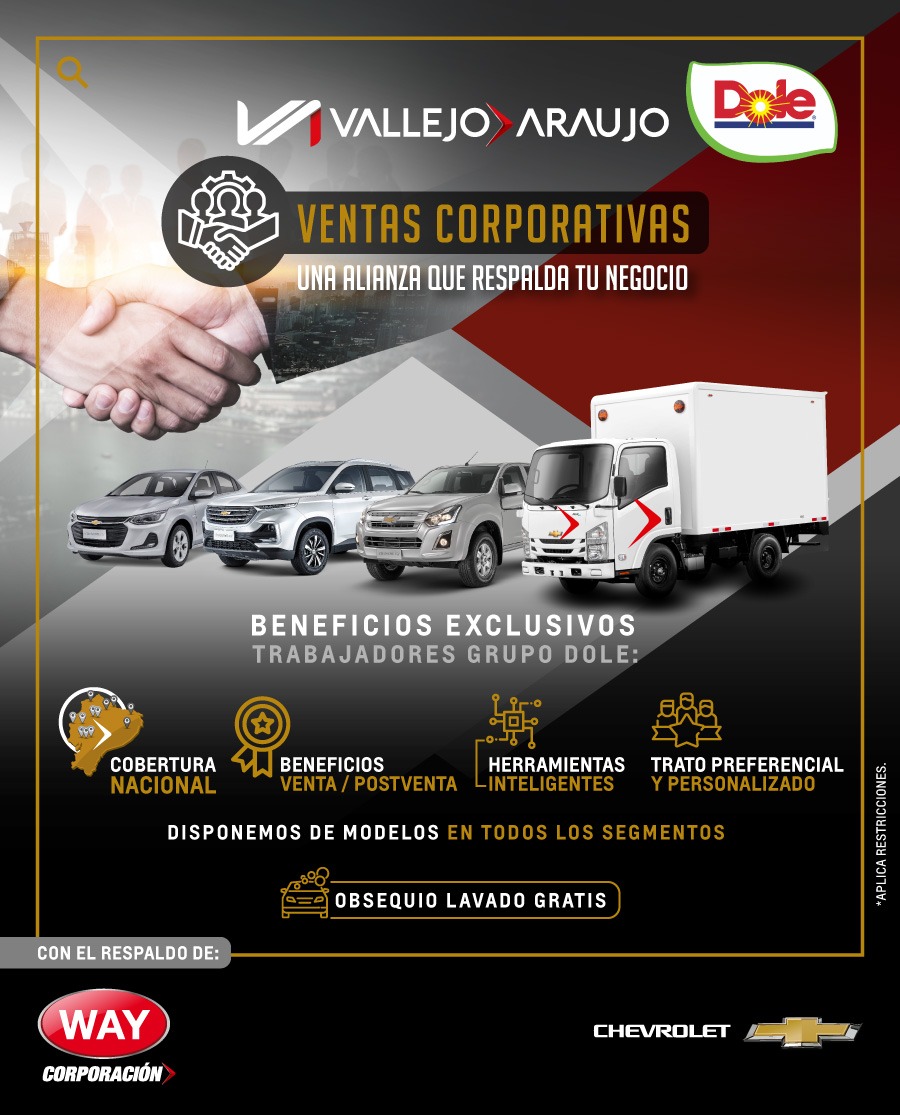 VALLEJO ARAUJO
Dole
VENTAS CORPORATIVAS
UNA ALIANZA QUE RESPALDA TU NEGOCIO
BENEFICIOS EXCLUSIVOS
TRABAJADORES GRUPO DOLE:
COBERTURA
NACIONAL
BENEFICIOS
VENTA / POSTVENTA
HERRAMIENTAS
INTELIGENTES
TRATO PREFERENCIAL
Y PERSONALIZADO
*APLICA RESTRICCIONES.
DISPONEMOS DE MODELOS EN TODOS LOS SEGMENTOS
OBSEQUIO LAVADO GRATIS
CON EL RESPALDO DE:
WAY
CORPORACIÓN
CHEVROLET